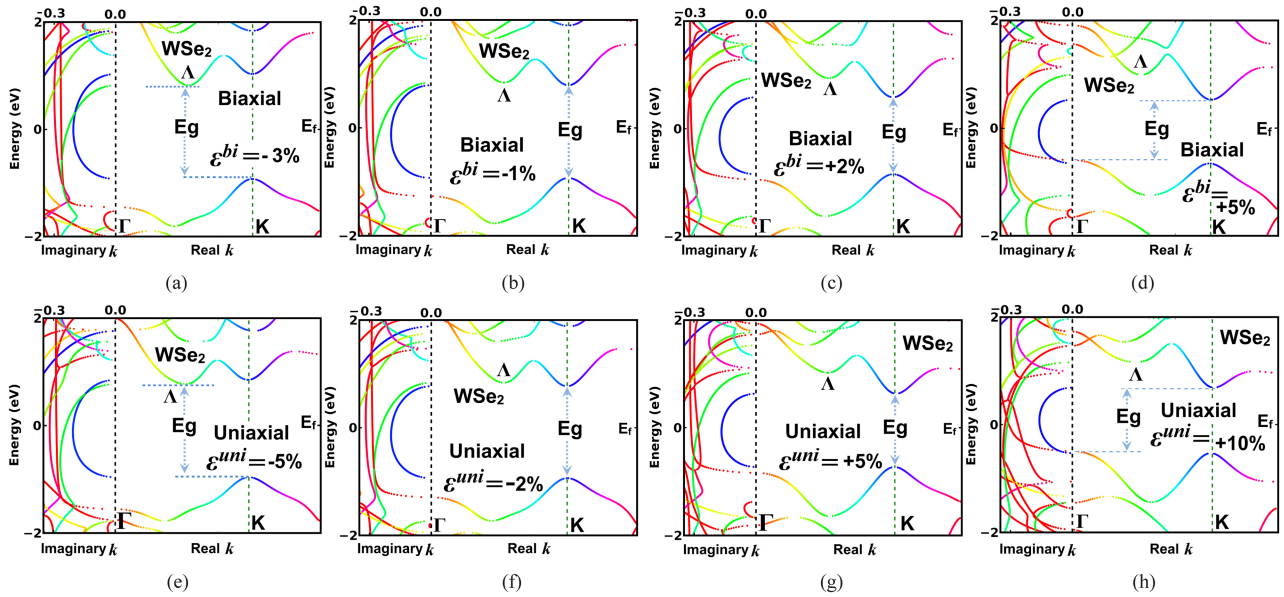 −0.3 0.0
2
0
−2
Energy (eV)
WSe2
Λ
Biaxial
Eg
Ef
εbi = - 3%
Γ
K
Imaginary k Real k
(a)
−0.3 0.0
2
0
−2
Energy (eV)
WSe2
Λ
Eg
Ef
Biaxial
εbi = -1%
Γ
K
Imaginary k Real k
(b)
−0.3 0.0
2
0
−2
Energy (eV)
WSe2
Λ
Eg
Ef
Biaxial
εbi = +2%
Γ
K
Imaginary k Real k
(c)
−0.3 0.0
2
0
−2
Energy (eV)
Λ
WSe2
Eg
Ef
Biaxial
εbi =
+5%
Γ
K
Imaginary k Real k
(d)
−0.3 0.0
2
0
−2
Energy (eV)
WSe2
Λ
Eg
Ef
Uniaxial
εuni = -5%
Γ
K
Imaginary k Real k
(e)
−0.3 0.0
2
0
−2
Energy (eV)
Λ
WSe2
Eg
Ef
Uniaxial
εuni = −2%
Γ
K
Imaginary k Real k
(f)
−0.3 0.0
2
0
−2
Energy (eV)
WSe2
Λ
Uniaxial
Eg
Ef
εuni = +5%
Γ
K
Imaginary k Real k
(g)
−0.3 0.0
2
0
−2
Energy (eV)
WSe2
Λ
Uniaxial
Eg
Ef
εuni = +10%
Γ
K
Imaginary k Real k
(h)